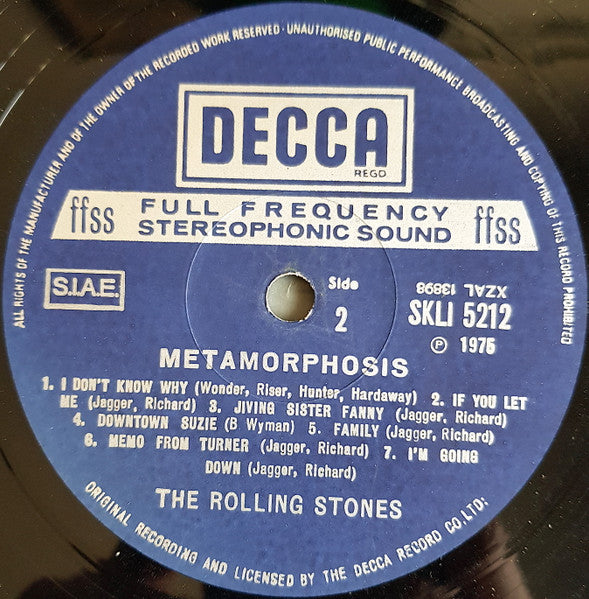 ALL RIGHTS OF THE MANUFACTURER AND OF THE OWNER OF THE RECORDED WORK RESERVED · UNAUTHORISED PUBLIC PERFORMANCE BROADCASTING AND COPYING OF THIS RECORD PROHIBITED
DECCA
REGD
ffss FULL FREQUENCY ffss
STEREOPHONIC SOUND
S.I.A.E.
Side
2
XZAL 13898
SKLI 5212
℗ 1975
METAMORPHOSIS
1. I DON'T KNOW WHY (Wonder, Riser, Hunter, Hardaway) 2. IF YOU LET
ME (Jagger, Richard) 3. JIVING SISTER FANNY (Jagger, Richard)
4. DOWNTOWN SUZIE (B Wyman) 5. FAMILY (Jagger, Richard)
6. MEMO FROM TURNER (Jagger, Richard) 7. I'M GOING
DOWN (Jagger, Richard)
THE ROLLING STONES
ORIGINAL RECORDING AND LICENSED BY THE DECCA RECORD CO.LTD: